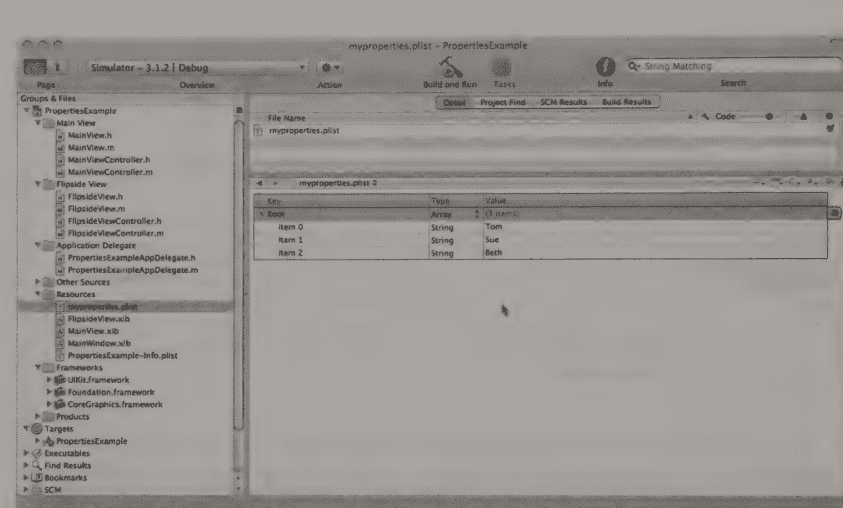 myproperties.plist - PropertiesExample
Simulator - 3.1.2 | Debug
String Matching
Page
Overview
Action
Build and Run
Tasks
Info
Search
Groups & Files
PropertiesExample
Main View
MainView.h
MainView.m
MainViewController.h
MainViewController.m
Flipside View
FlipsideView.h
FlipsideView.m
FlipsideViewController.h
FlipsideViewController.m
Application Delegate
PropertiesExampleAppDelegate.h
PropertiesExampleAppDelegate.m
Other Sources
Resources
myproperties.plist
FlipsideView.xib
MainView.xib
MainWindow.xib
PropertiesExample-Info.plist
Frameworks
UIKit.framework
Foundation.framework
CoreGraphics.framework
Products
Targets
PropertiesExample
Executables
Find Results
Bookmarks
SCM
Detail Project Find SCM Results Build Results
File Name Code
myproperties.plist
myproperties.plist
Key Type Value
Root Array (3 items)
Item 0 String Tom
Item 1 String Sue
Item 2 String Beth